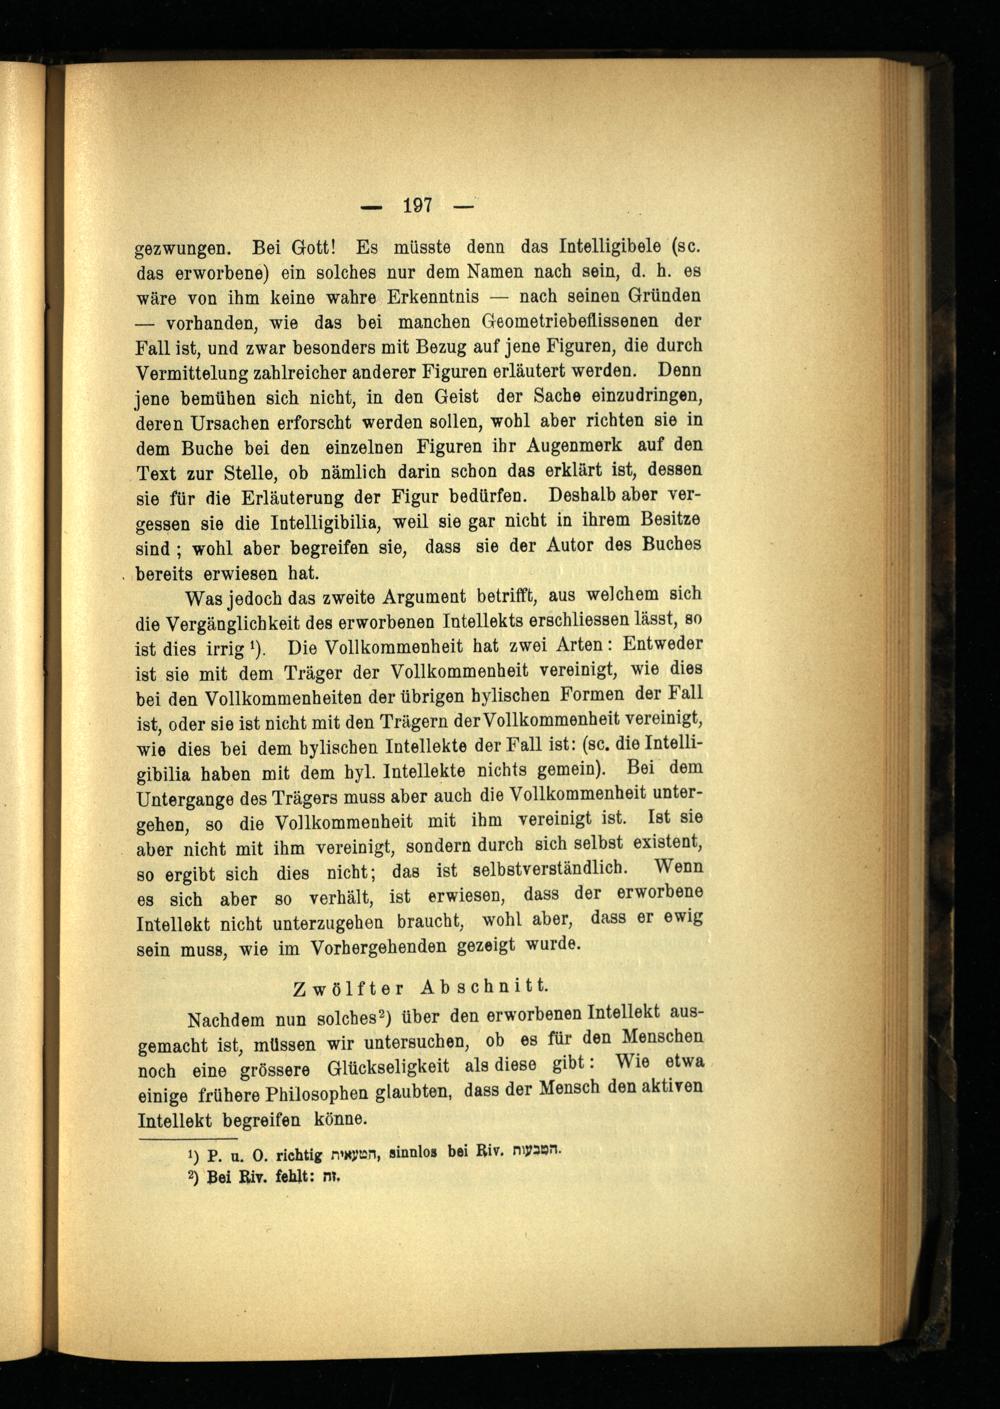 — 197 —
gezwungen. Bei Gott! Es müsste denn das Intelligibele (sc.
das erworbene) ein solches nur dem Namen nach sein, d. h. es
wäre von ihm keine wahre Erkenntnis — nach seinen Gründen
— vorhanden, wie das bei manchen Geometriebeflissenen der
Fall ist, und zwar besonders mit Bezug auf jene Figuren, die durch
Vermittelung zahlreicher anderer Figuren erläutert werden. Denn
jene bemühen sich nicht, in den Geist der Sache einzudringen,
deren Ursachen erforscht werden sollen, wohl aber richten sie in
dem Buche bei den einzelnen Figuren ihr Augenmerk auf den
Text zur Stelle, ob nämlich darin schon das erklärt ist, dessen
sie für die Erläuterung der Figur bedürfen. Deshalb aber ver-
gessen sie die Intelligibilia, weil sie gar nicht in ihrem Besitze
sind ; wohl aber begreifen sie, dass sie der Autor des Buches
bereits erwiesen hat.
Was jedoch das zweite Argument betrifft, aus welchem sich
die Vergänglichkeit des erworbenen Intellekts erschliessen lässt, so
ist dies irrig ¹). Die Vollkommenheit hat zwei Arten: Entweder
ist sie mit dem Träger der Vollkommenheit vereinigt, wie dies
bei den Vollkommenheiten der übrigen hylischen Formen der Fall
ist, oder sie ist nicht mit den Trägern der Vollkommenheit vereinigt,
wie dies bei dem hylischen Intellekte der Fall ist: (sc. die Intelli-
gibilia haben mit dem hyl. Intellekte nichts gemein). Bei dem
Untergange des Trägers muss aber auch die Vollkommenheit unter-
gehen, so die Vollkommenheit mit ihm vereinigt ist. Ist sie
aber nicht mit ihm vereinigt, sondern durch sich selbst existent,
so ergibt sich dies nicht; das ist selbstverständlich. Wenn
es sich aber so verhält, ist erwiesen, dass der erworbene
Intellekt nicht unterzugehen braucht, wohl aber, dass er ewig
sein muss, wie im Vorhergehenden gezeigt wurde.
Zwölfter Abschnitt.
Nachdem nun solches²) über den erworbenen Intellekt aus-
gemacht ist, müssen wir untersuchen, ob es für den Menschen
noch eine grössere Glückseligkeit als diese gibt: Wie etwa
einige frühere Philosophen glaubten, dass der Mensch den aktiven
Intellekt begreifen könne.
¹) P. u. O. richtig הטעאית, sinnlos bei Riv. הטבעות.
²) Bei Riv. fehlt: זה.